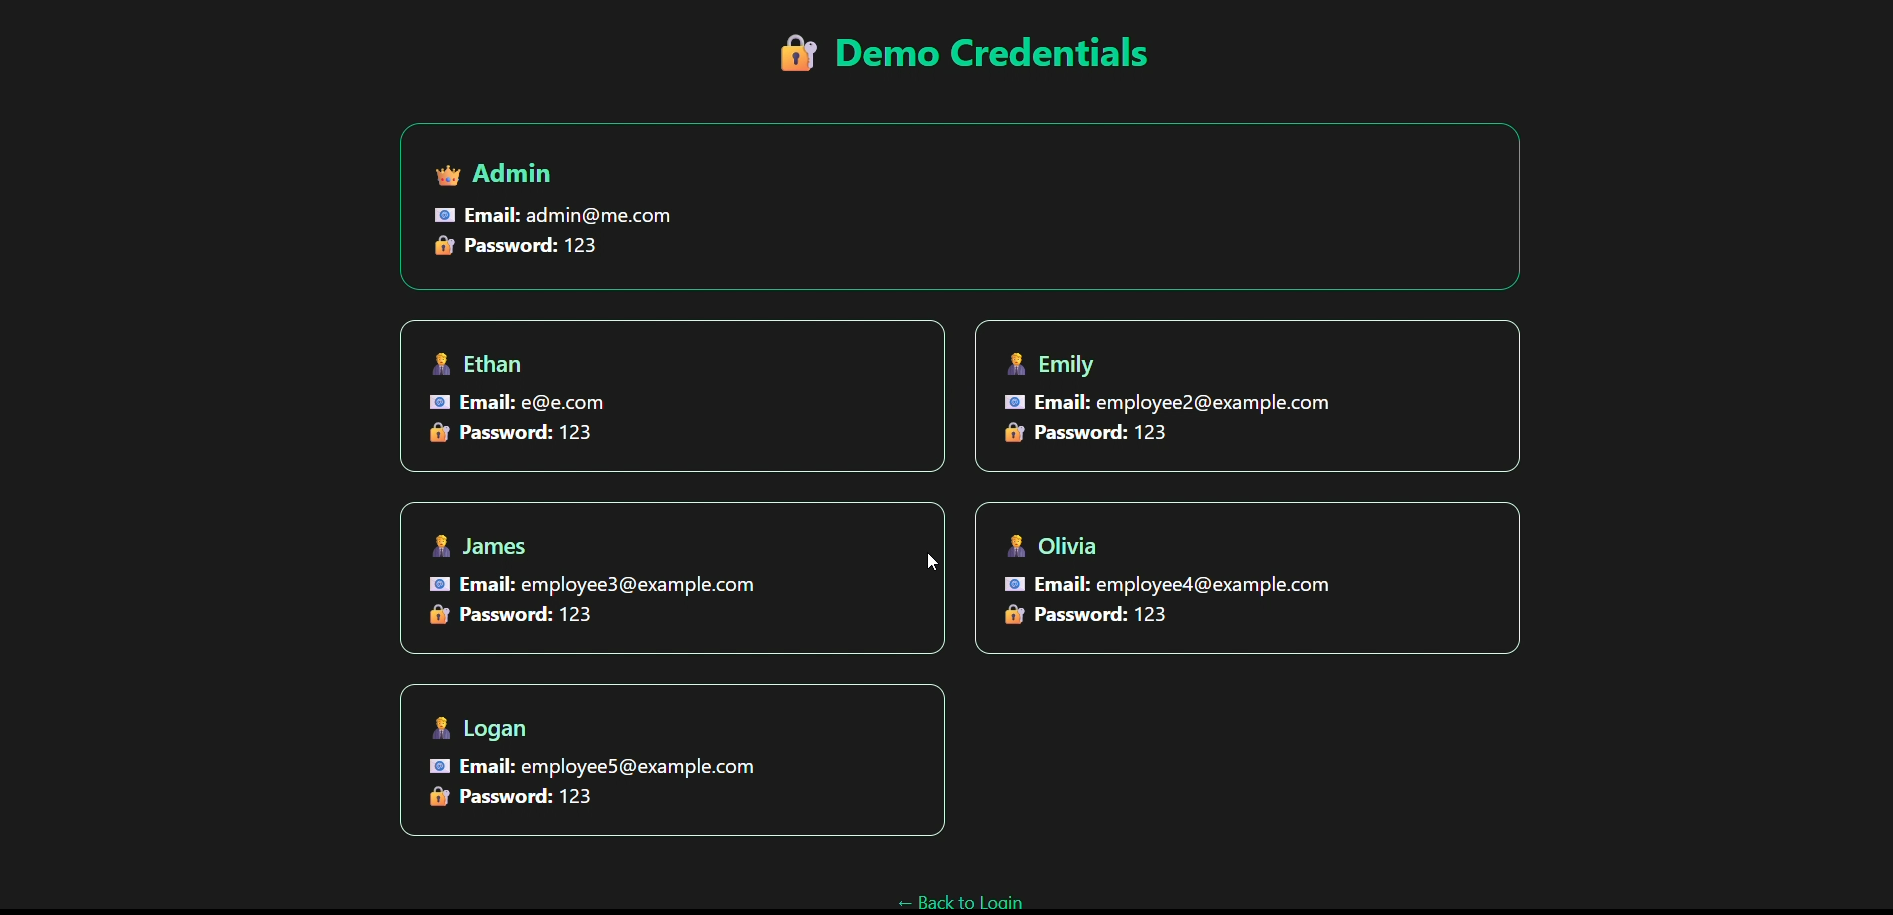 🔐 Demo Credentials
👑 Admin
📧 Email: admin@me.com
🔐 Password: 123
Ethan
📧 Email: e@e.com
🔐 Password: 123
Emily
📧 Email: employee2@example.com
🔐 Password: 123
James
📧 Email: employee3@example.com
🔐 Password: 123
Olivia
📧 Email: employee4@example.com
🔐 Password: 123
Logan
📧 Email: employee5@example.com
🔐 Password: 123
← Back to Login